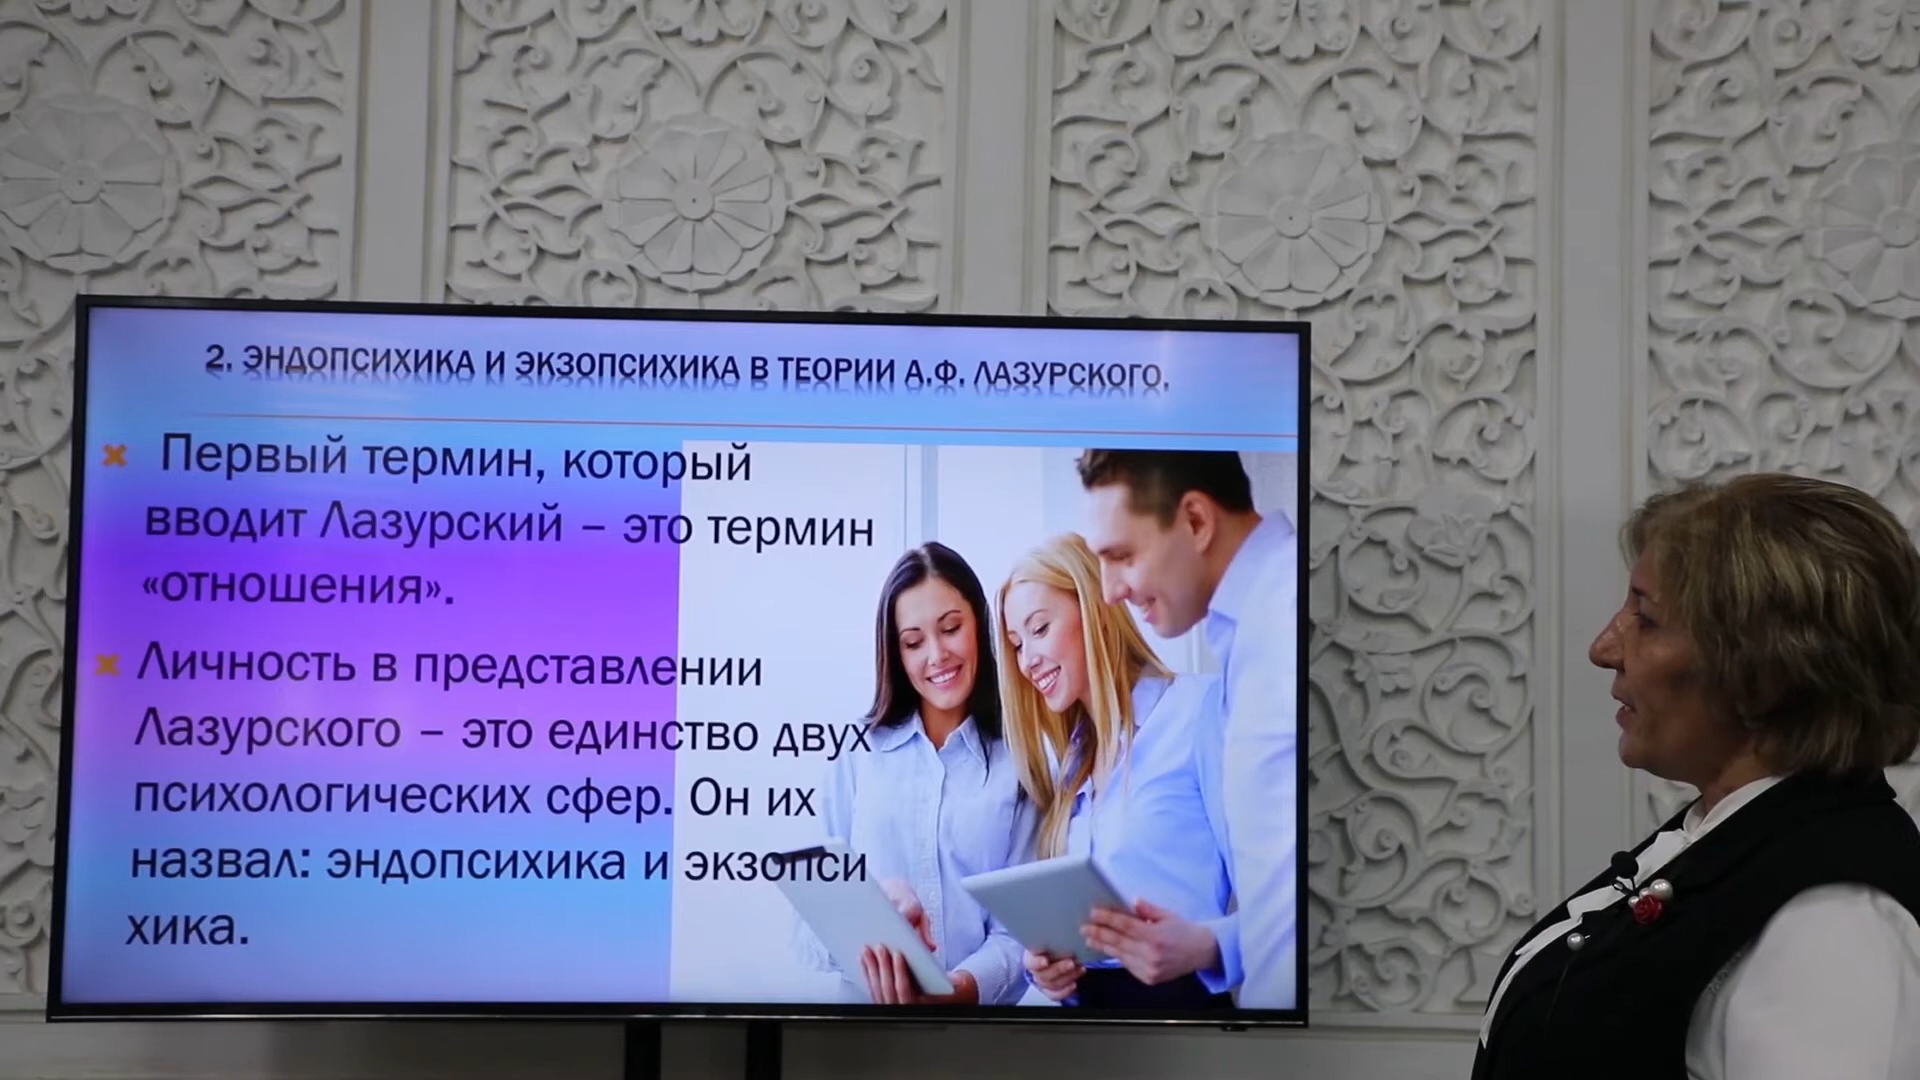 2. ЭНДОПСИХИКА И ЭКЗОПСИХИКА В ТЕОРИИ А.Ф. ЛАЗУРСКОГО.
Первый термин, который
вводит Лазурский – это термин
«отношения».
Личность в представлении
Лазурского – это единство двух
психологических сфер. Он их
назвал: эндопсихика и экзопси
хика.